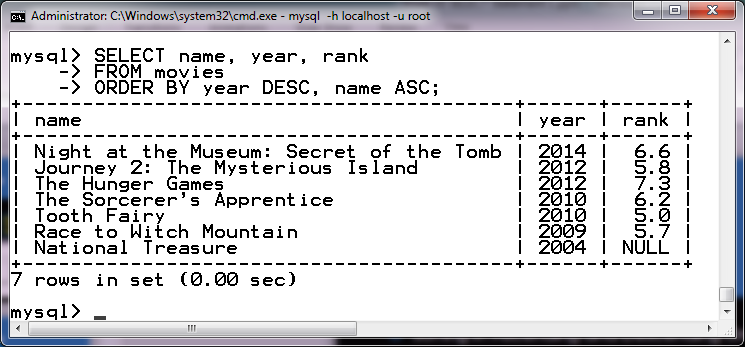 Administrator: C:\Windows\system32\cmd.exe - mysql -h localhost -u root
mysql> SELECT name, year, rank
    -> FROM movies
    -> ORDER BY year DESC, name ASC;
+----------------------------------------+------+------+
| name                                   | year | rank |
+----------------------------------------+------+------+
| Night at the Museum: Secret of the Tomb | 2014 |  6.6 |
| Journey 2: The Mysterious Island       | 2012 |  5.8 |
| The Hunger Games                       | 2012 |  7.3 |
| The Sorcerer's Apprentice              | 2010 |  6.2 |
| Tooth Fairy                            | 2010 |  5.0 |
| Race to Witch Mountain                 | 2009 |  5.7 |
| National Treasure                      | 2004 | NULL |
+----------------------------------------+------+------+
7 rows in set (0.00 sec)
mysql> _